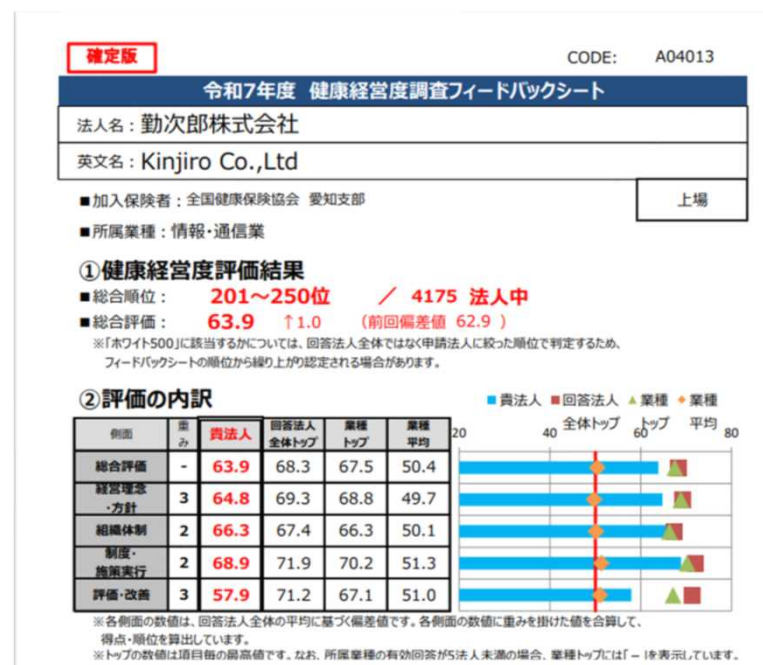 確定版
CODE: A04013
令和7年度 健康経営度調査フィードバックシート
法人名：勤次郎株式会社
英文名：Kinjiro Co.,Ltd
■加入保険者：全国健康保険協会 愛知支部
上場
■所属業種：情報・通信業
①健康経営度評価結果
■総合順位： 201～250位 ／ 4175 法人中
■総合評価： 63.9 ↑1.0 （前回偏差値 62.9 ）
※「ホワイト500」に該当するかについては、回答法人全体ではなく申請法人に絞った順位で判定するため、
フィードバックシートの順位から繰り上がり認定される場合があります。
②評価の内訳
■貴法人 ■回答法人全体トップ ▲業種トップ ◆業種平均
側面 重み 貴法人 回答法人全体トップ 業種トップ 業種平均
20 40 60 80
総合評価 - 63.9 68.3 67.5 50.4
経営理念・方針 3 64.8 69.3 68.8 49.7
組織体制 2 66.3 67.4 66.3 50.1
制度・施策実行 2 68.9 71.9 70.2 51.3
評価・改善 3 57.9 71.2 67.1 51.0
※各側面の数値は、回答法人全体の平均に基づく偏差値です。各側面の数値に重みを掛けた値を合算して、
得点・順位を算出しています。
※トップの数値は項目毎の最高値です。なお、所属業種の有効回答が5法人未満の場合、業種トップには「－」を表示しています。